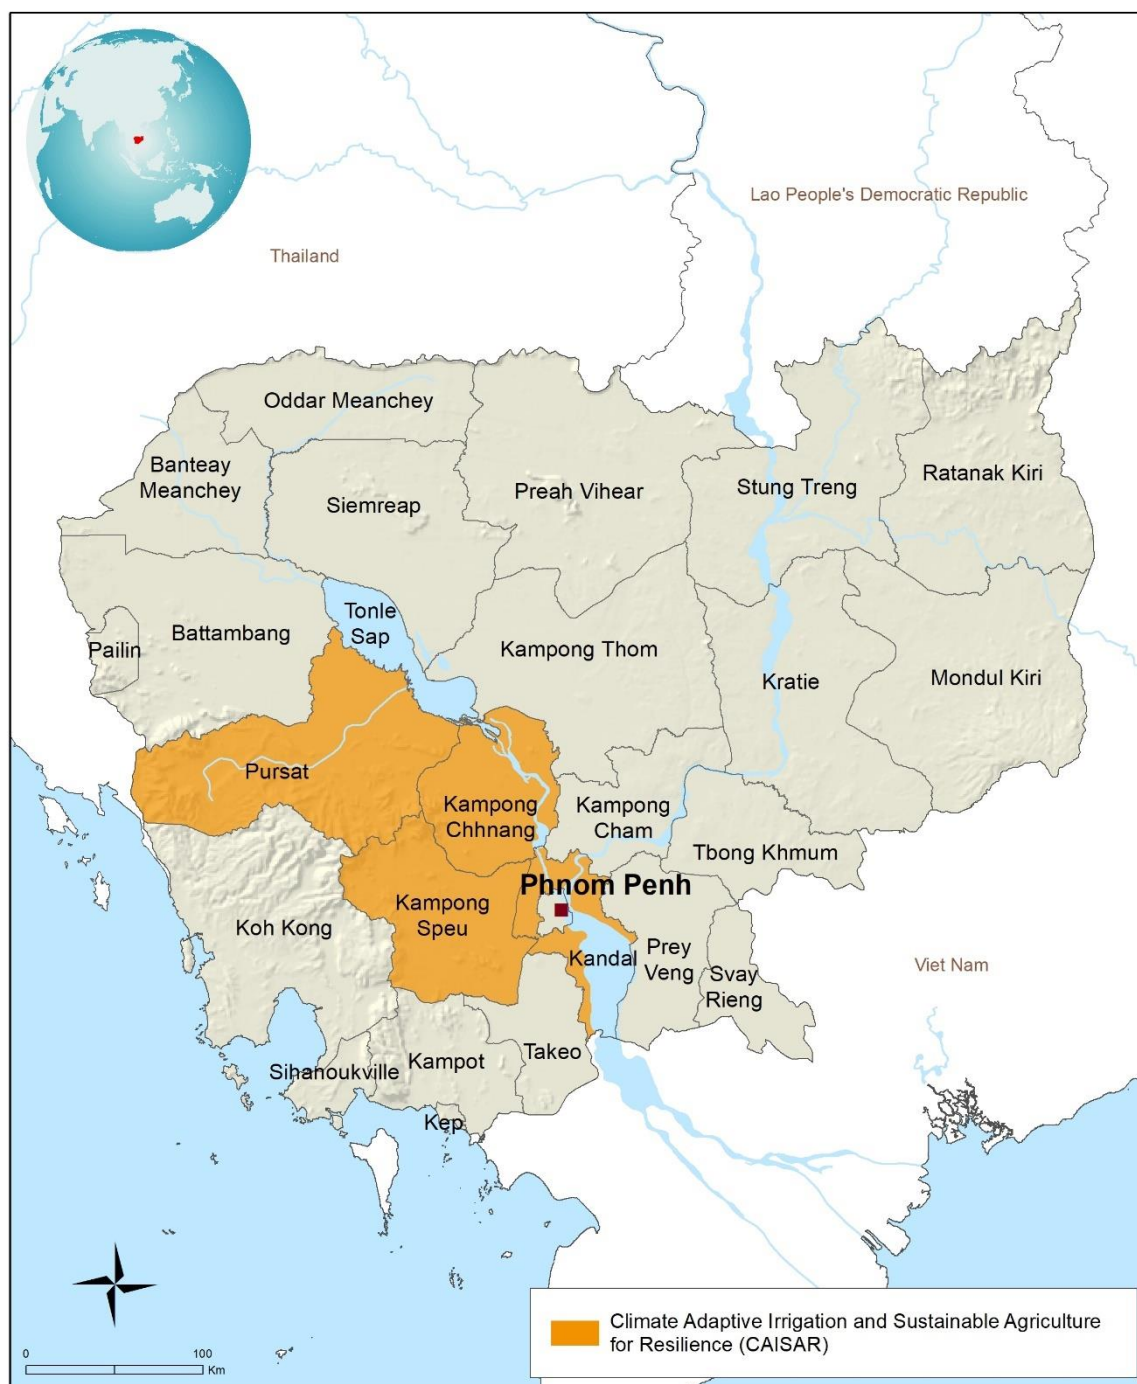 Lao People's Democratic Republic
Thailand
Oddar Meanchey
Banteay
Meanchey
Siemreap
Preah Vihear
Stung Treng
Ratanak Kiri
Tonle
Sap
Battambang
Pailin
Kampong Thom
Kratie
Mondul Kiri
Pursat
Kampong
Chhnang
Kampong
Cham
Tbong Khmum
Phnom Penh
Kampong
Speu
Koh Kong
Kandal
Prey
Veng
Svay
Rieng
Viet Nam
Takeo
Kampot
Sihanoukville
Kep
Climate Adaptive Irrigation and Sustainable Agriculture
for Resilience (CAISAR)
0 100
Km